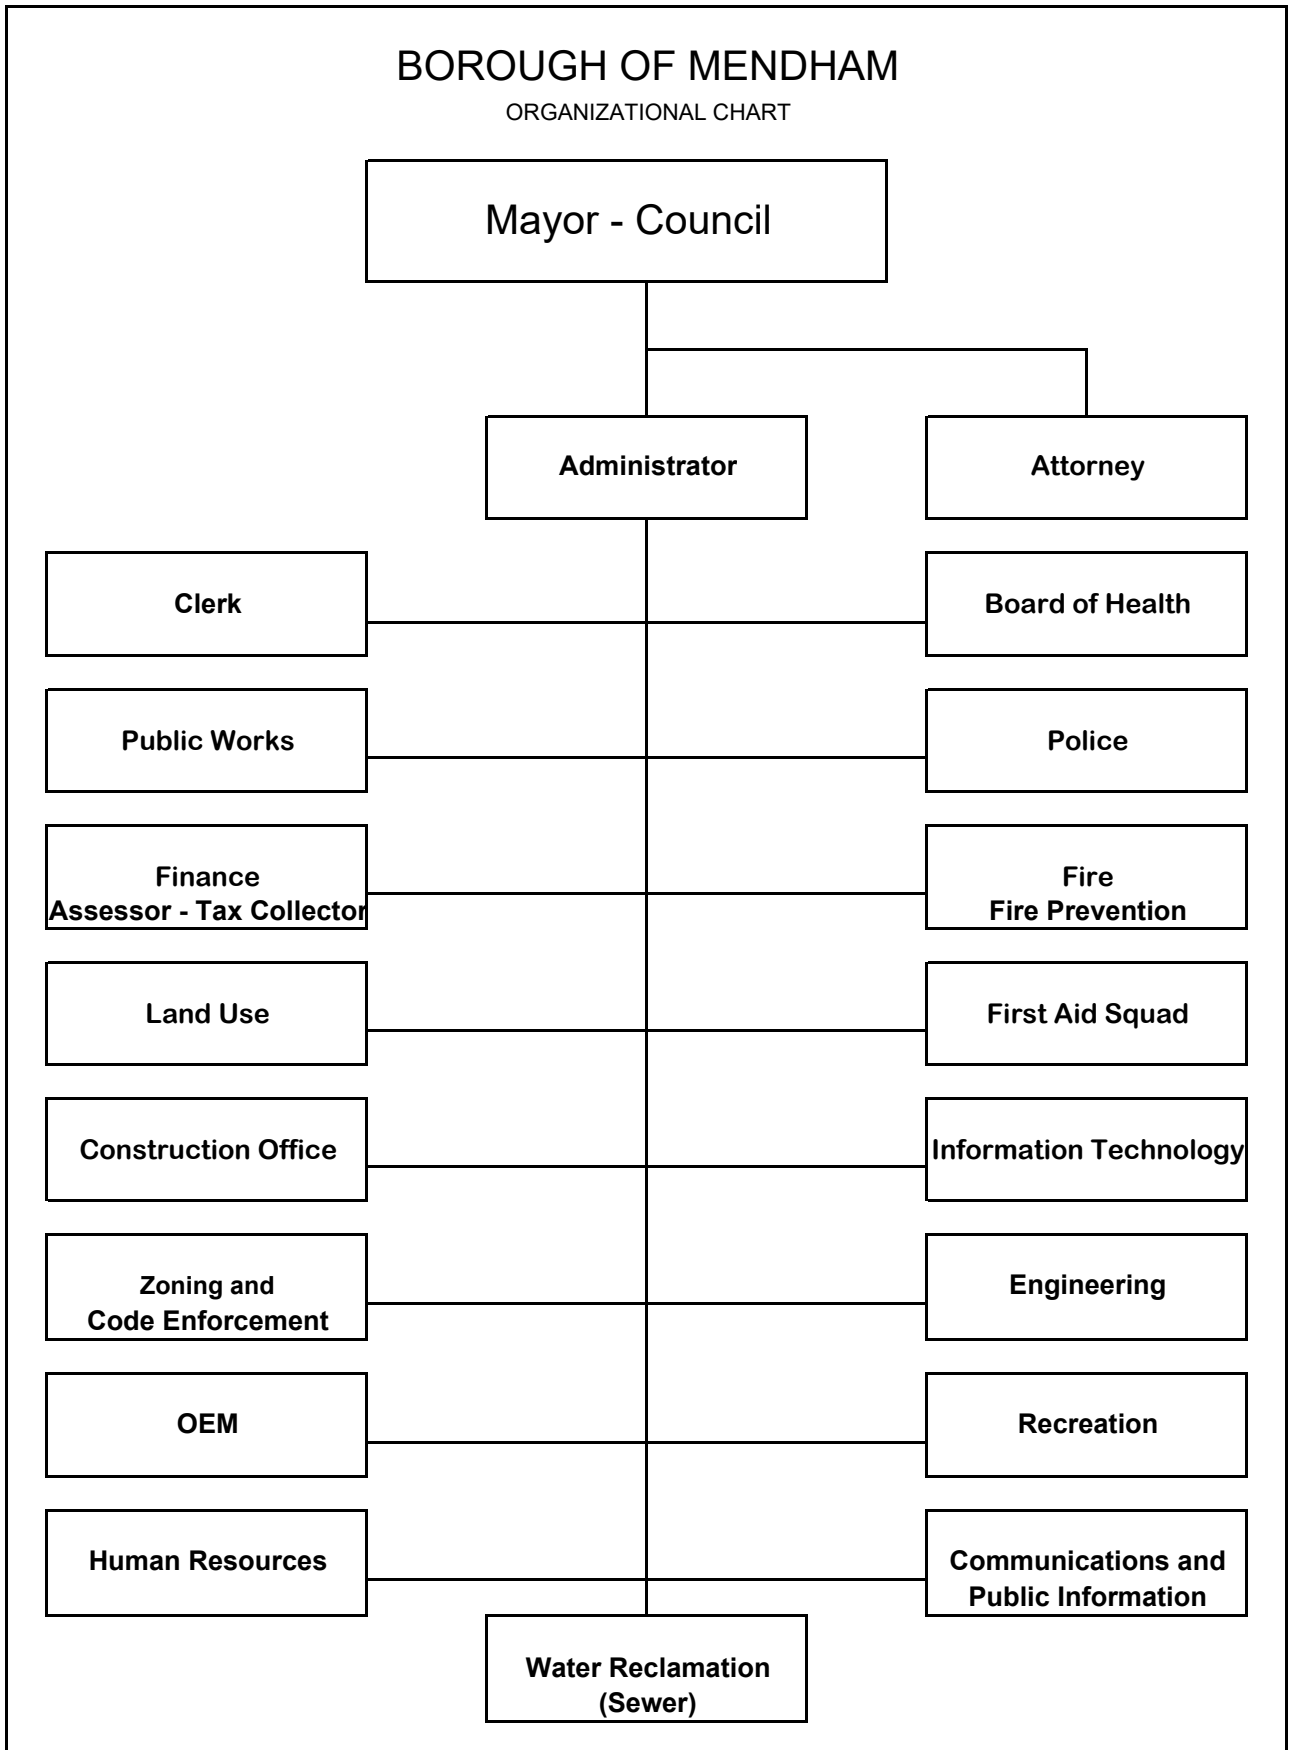 BOROUGH OF MENDHAM
ORGANIZATIONAL CHART
Mayor - Council
Administrator
Attorney
Clerk
Board of Health
Public Works
Police
Finance
Assessor - Tax Collector
Fire
Fire Prevention
Land Use
First Aid Squad
Construction Office
Information Technology
Zoning and
Code Enforcement
Engineering
OEM
Recreation
Human Resources
Communications and
Public Information
Water Reclamation
(Sewer)